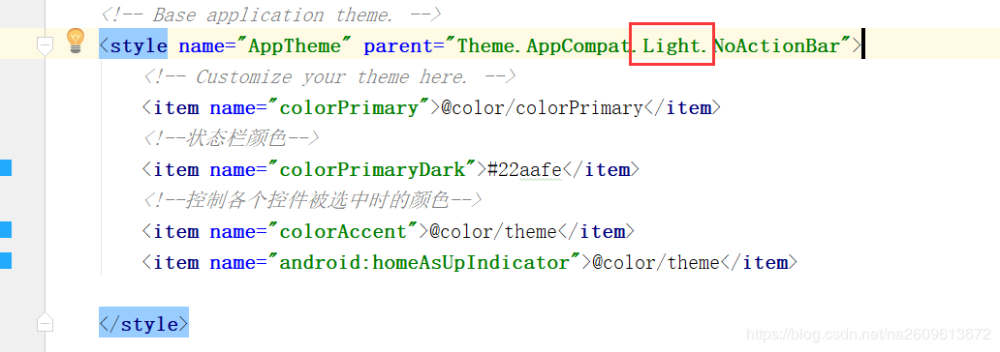 <!-- Base application theme. -->
<style name="AppTheme" parent="Theme.AppCompat.Light.NoActionBar">
<!-- Customize your theme here. -->
<item name="colorPrimary">@color/colorPrimary</item>
<!--状态栏颜色-->
<item name="colorPrimaryDark">#22aafe</item>
<!--控制各个控件被选中时的颜色-->
<item name="colorAccent">@color/theme</item>
<item name="android:homeAsUpIndicator">@color/theme</item>
</style>
https://blog.csdn.net/na2609613672